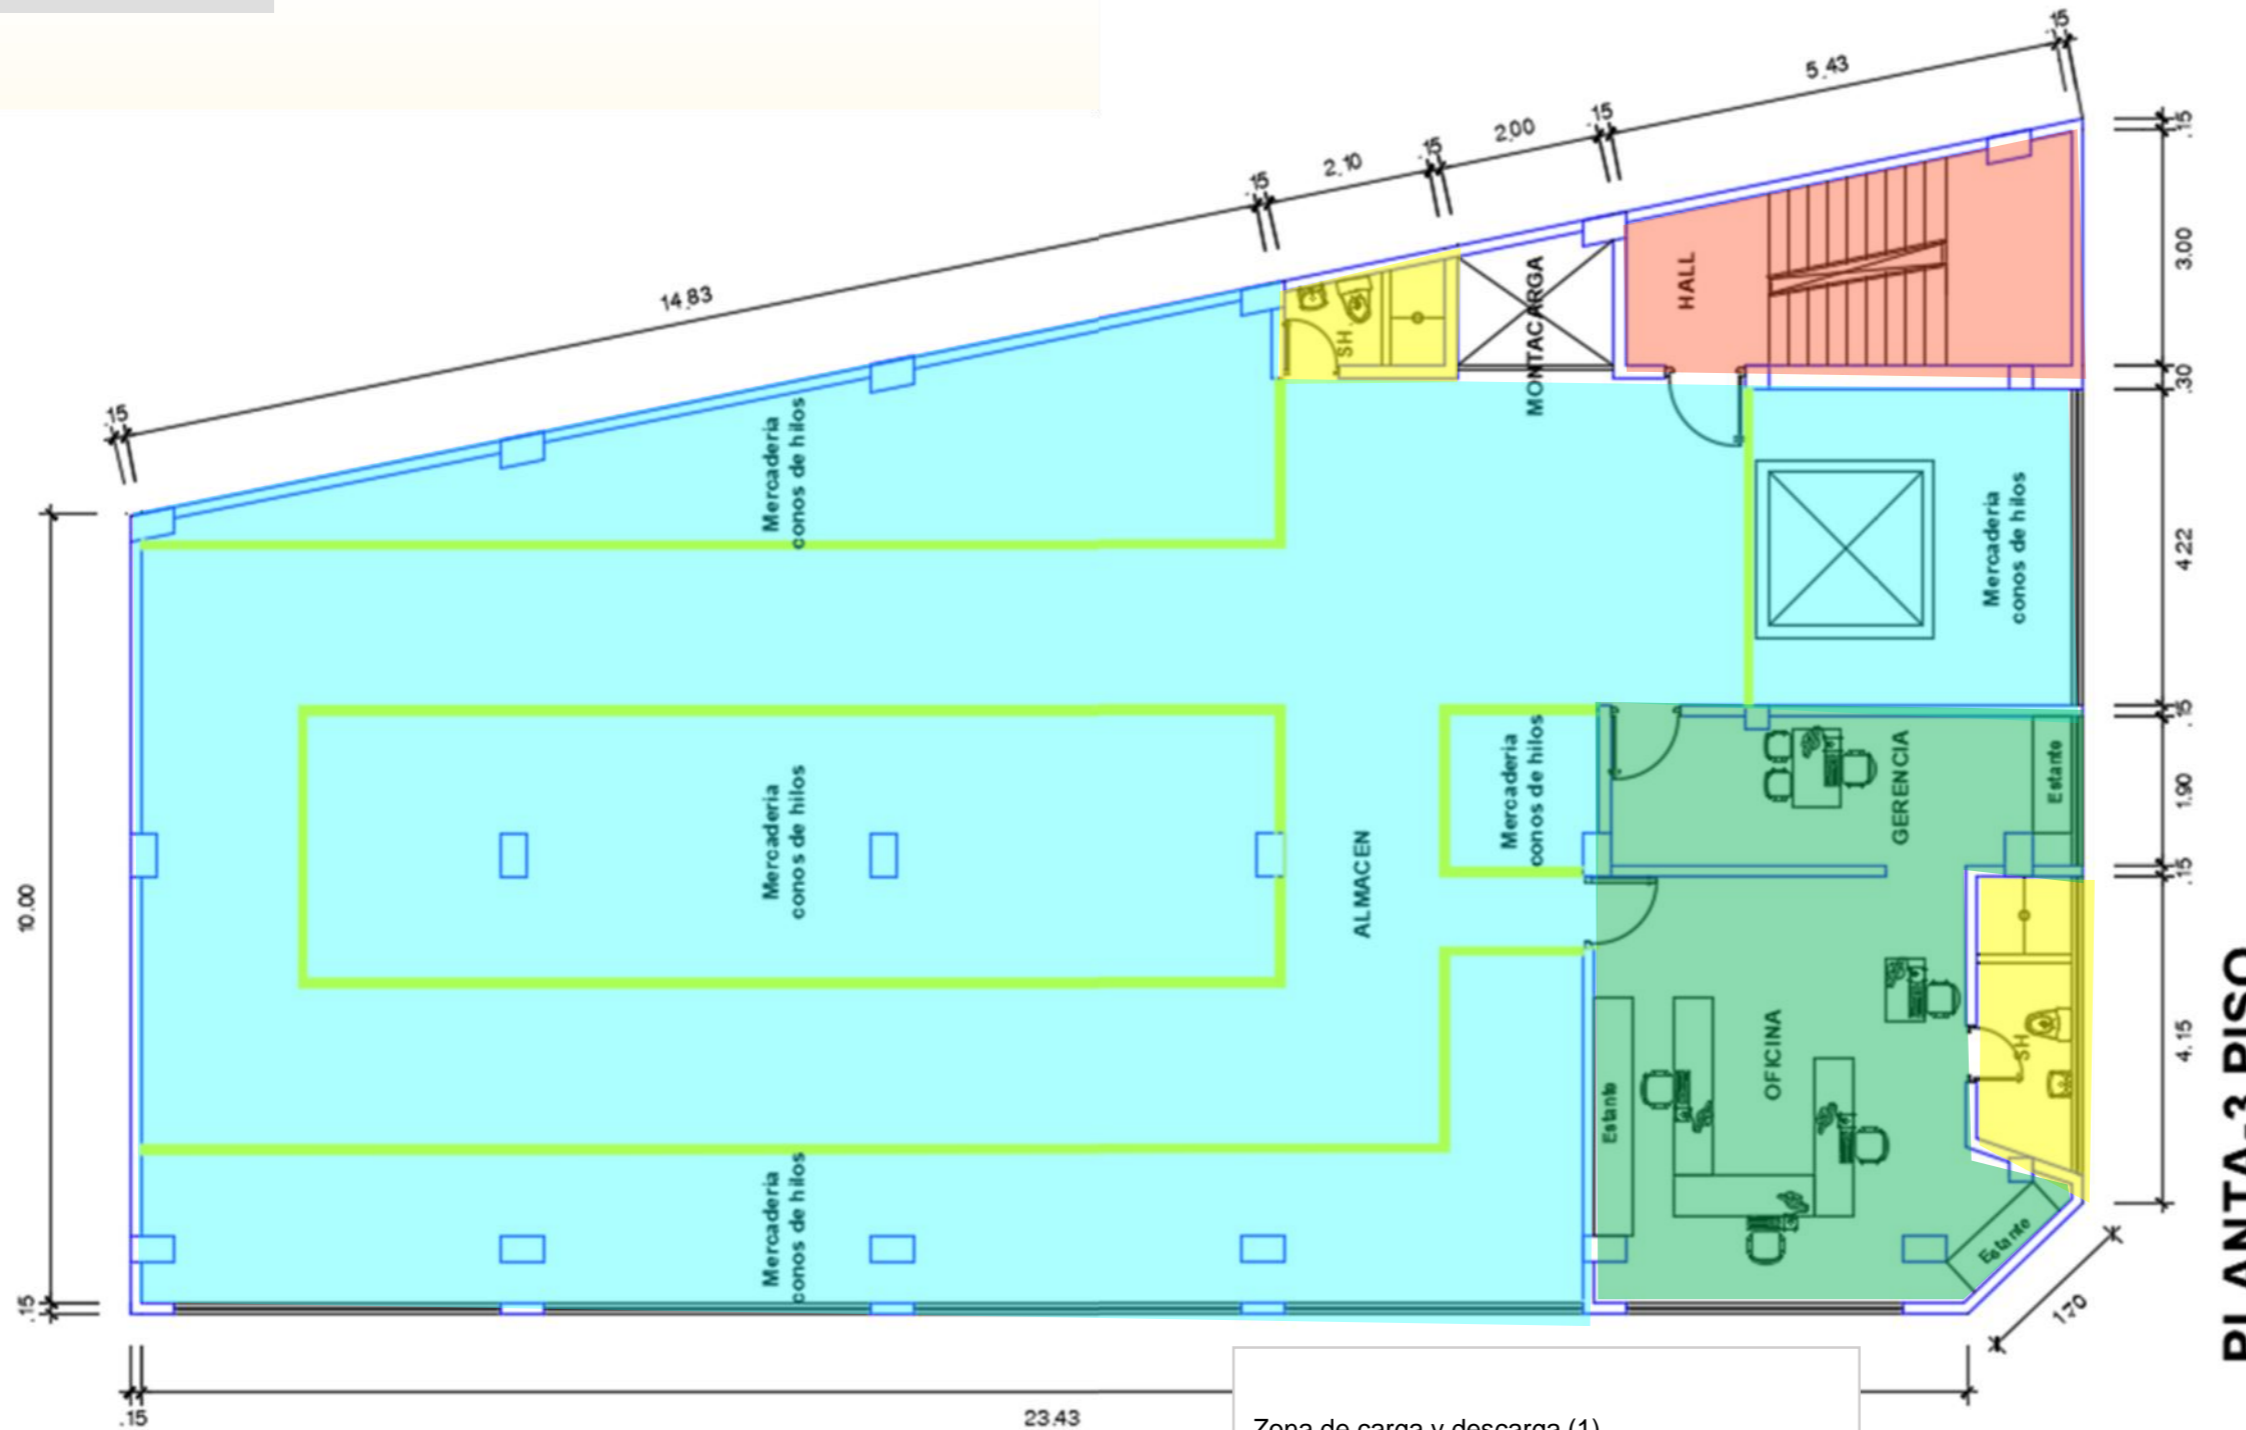 .15
5.43
.15
2.00
.15
2.10
.15
14.83
.15
.15
3.00
.30
4.22
.15
1.90
.15
4.15
1.70
HALL
MONTACARGA
SH.
Mercaderia
conos de hilos
Mercaderia
conos de hilos
Mercaderia
conos de hilos
Mercaderia
conos de hilos
Mercaderia
conos de hilos
ALMACEN
GERENCIA
Estante
OFICINA
Estante
SH
Estante
10.00
.15
.15
23.43
PLANTA-3 PISO
Zona de carga y descarga (1)